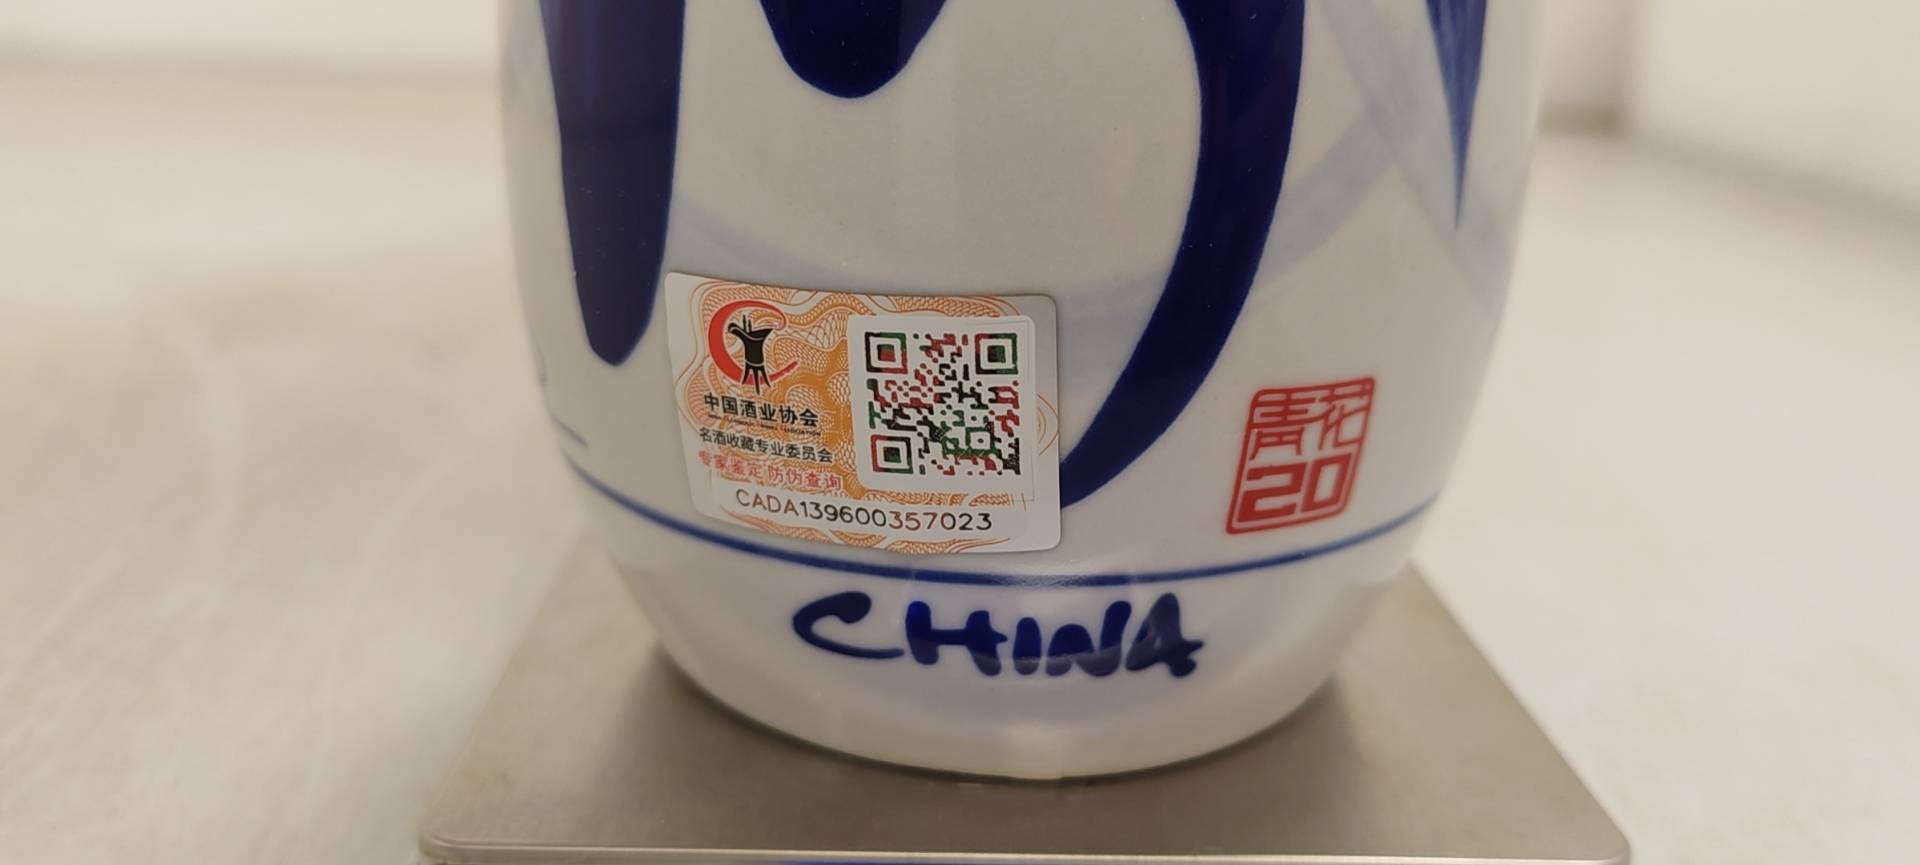 中国酒业协会
名酒收藏专业委员会
专家鉴定 防伪查询
CADA139600357023
青花
20
CHINA